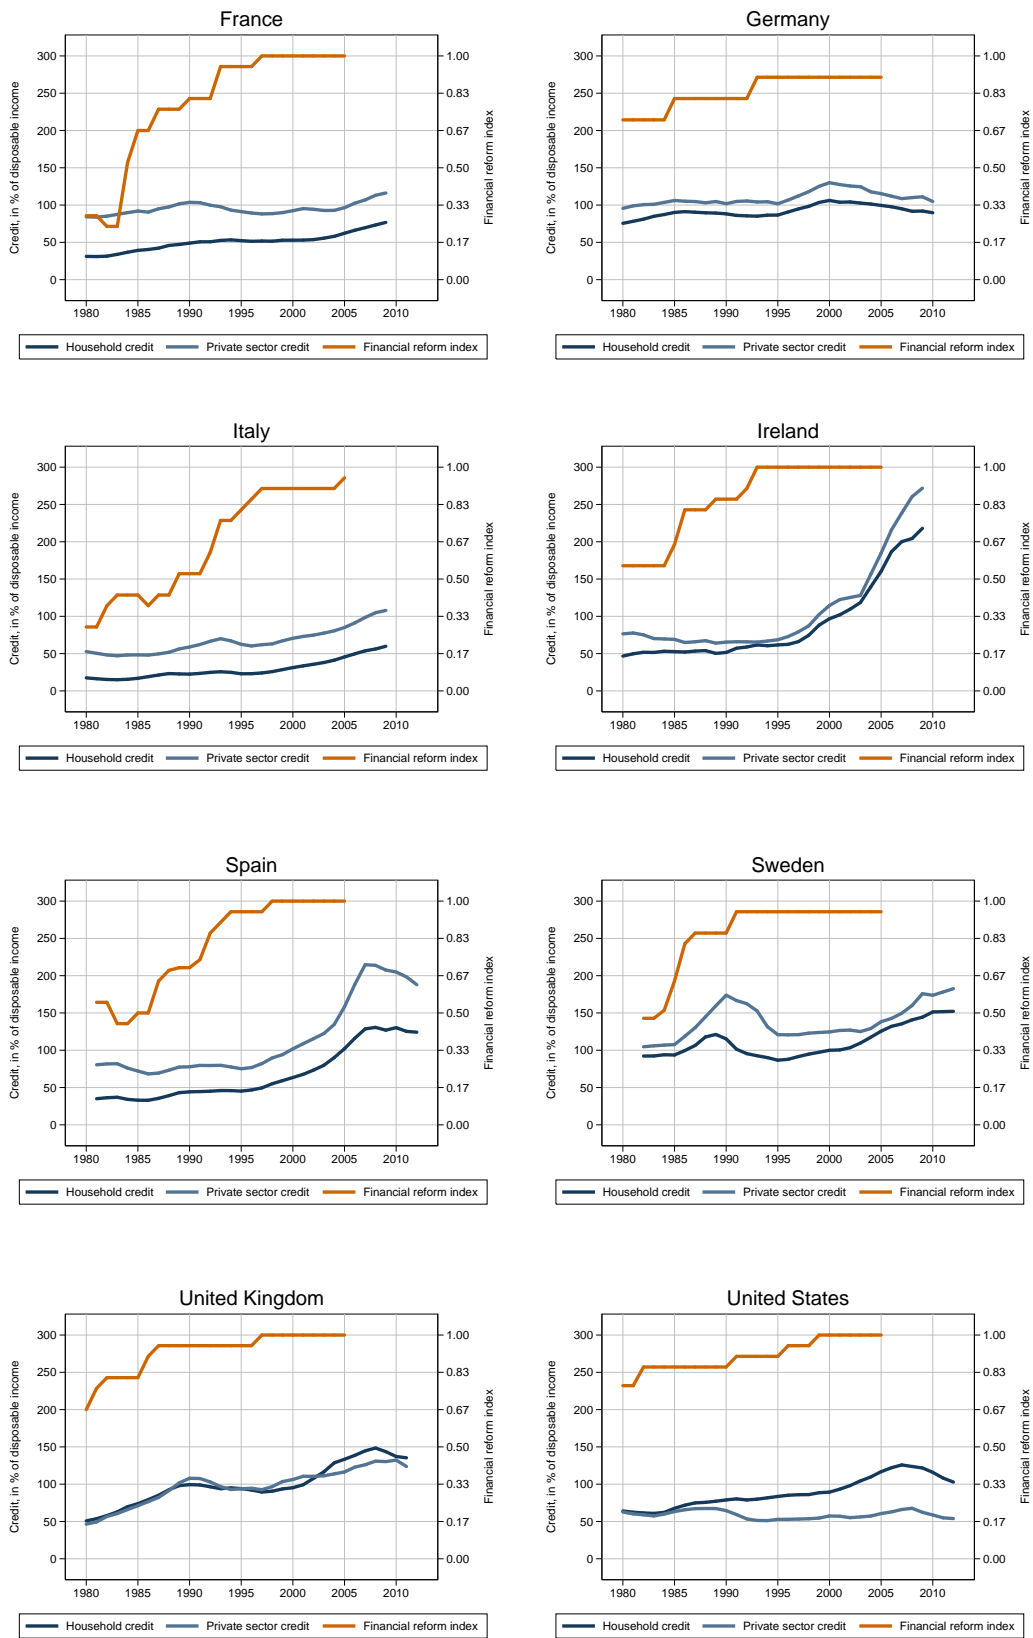 France
Credit, in % of disposable income
300
250
200
150
100
50
0
1.00
0.83
0.67
0.50
0.33
0.17
0.00
Financial reform index
1980 1985 1990 1995 2000 2005 2010
Household credit Private sector credit Financial reform index
Germany
Credit, in % of disposable income
300
250
200
150
100
50
0
1.00
0.83
0.67
0.50
0.33
0.17
0.00
Financial reform index
1980 1985 1990 1995 2000 2005 2010
Household credit Private sector credit Financial reform index
Italy
Credit, in % of disposable income
300
250
200
150
100
50
0
1.00
0.83
0.67
0.50
0.33
0.17
0.00
Financial reform index
1980 1985 1990 1995 2000 2005 2010
Household credit Private sector credit Financial reform index
Ireland
Credit, in % of disposable income
300
250
200
150
100
50
0
1.00
0.83
0.67
0.50
0.33
0.17
0.00
Financial reform index
1980 1985 1990 1995 2000 2005 2010
Household credit Private sector credit Financial reform index
Spain
Credit, in % of disposable income
300
250
200
150
100
50
0
1.00
0.83
0.67
0.50
0.33
0.17
0.00
Financial reform index
1980 1985 1990 1995 2000 2005 2010
Household credit Private sector credit Financial reform index
Sweden
Credit, in % of disposable income
300
250
200
150
100
50
0
1.00
0.83
0.67
0.50
0.33
0.17
0.00
Financial reform index
1980 1985 1990 1995 2000 2005 2010
Household credit Private sector credit Financial reform index
United Kingdom
Credit, in % of disposable income
300
250
200
150
100
50
0
1.00
0.83
0.67
0.50
0.33
0.17
0.00
Financial reform index
1980 1985 1990 1995 2000 2005 2010
Household credit Private sector credit Financial reform index
United States
Credit, in % of disposable income
300
250
200
150
100
50
0
1.00
0.83
0.67
0.50
0.33
0.17
0.00
Financial reform index
1980 1985 1990 1995 2000 2005 2010
Household credit Private sector credit Financial reform index